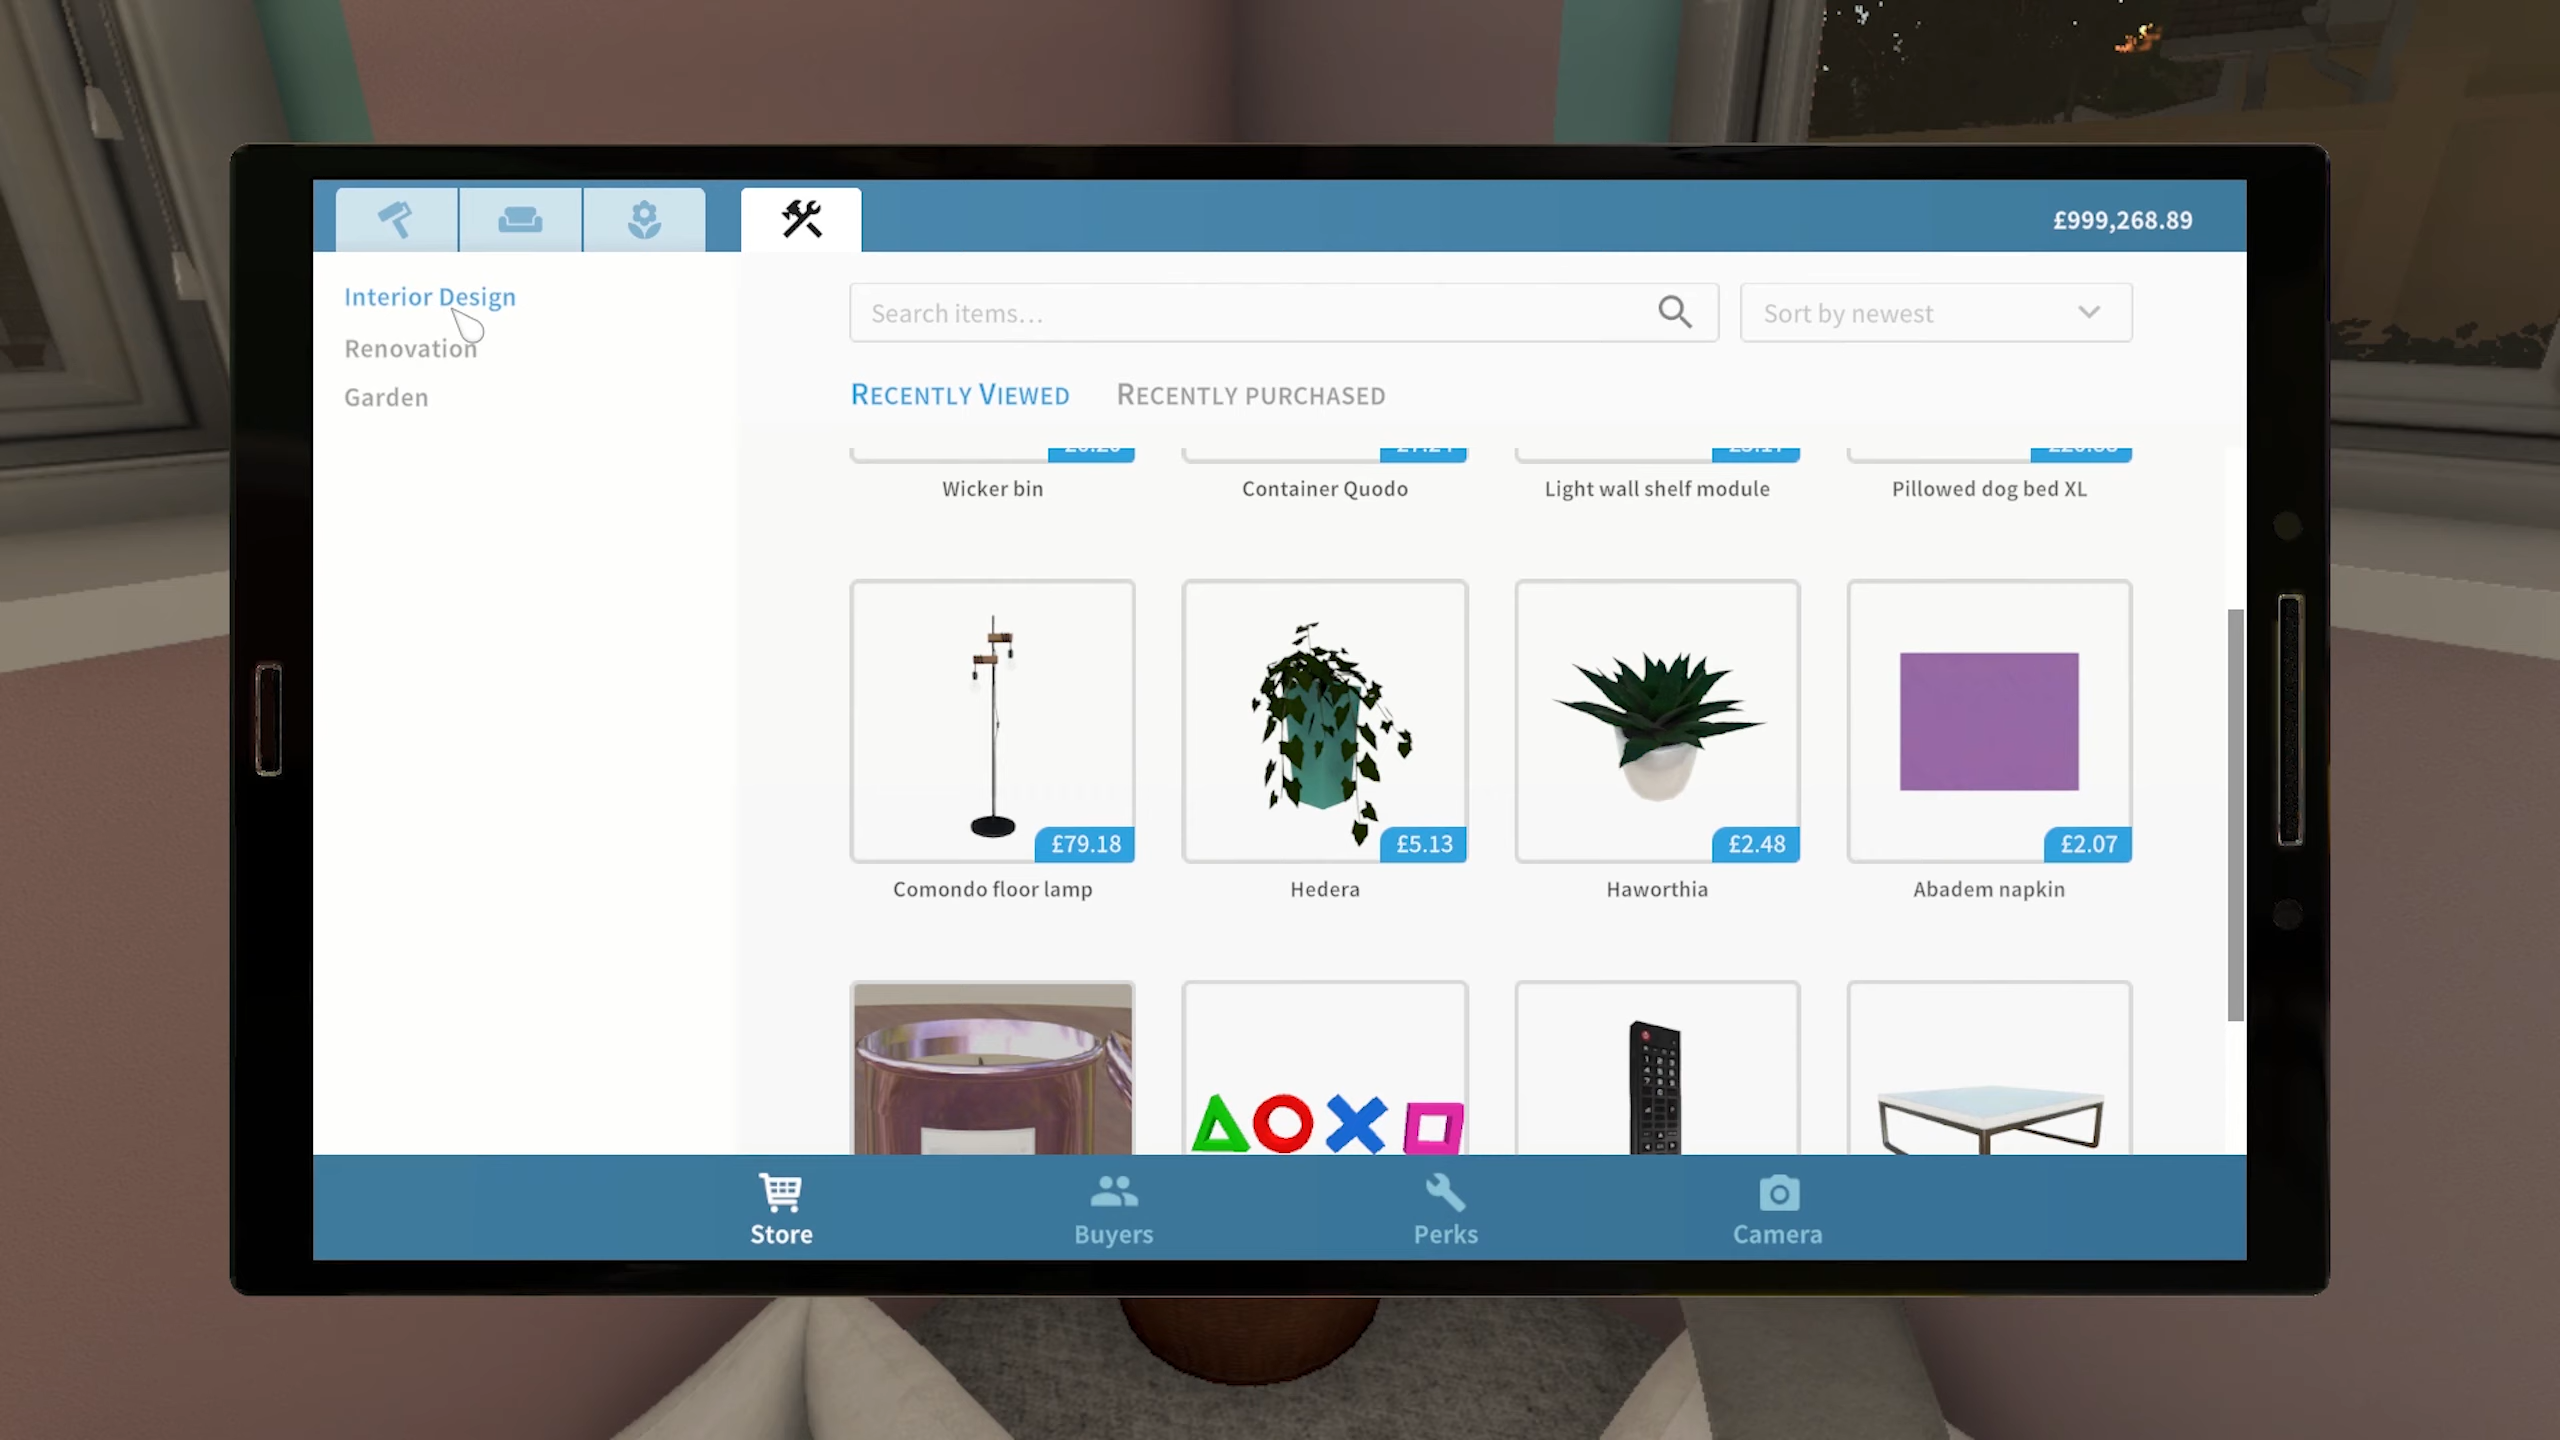 £999,268.89
Interior Design
Renovation
Garden
Search items...
Sort by newest
RECENTLY VIEWED
RECENTLY PURCHASED
Wicker bin
Container Quodo
Light wall shelf module
Pillowed dog bed XL
£79.18
£5.13
£2.48
£2.07
Comondo floor lamp
Hedera
Haworthia
Abadem napkin
Store
Buyers
Perks
Camera